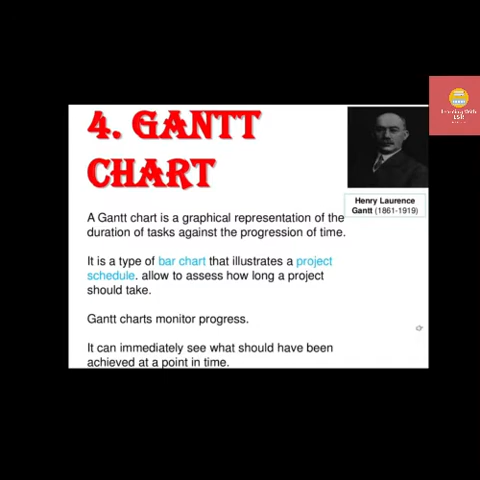 4. GANTT
CHART
Henry Laurence
Gantt (1861-1919)
A Gantt chart is a graphical representation of the
duration of tasks against the progression of time.
It is a type of bar chart that illustrates a project
schedule. allow to assess how long a project
should take.
Gantt charts monitor progress.
It can immediately see what should have been
achieved at a point in time.
Learning With